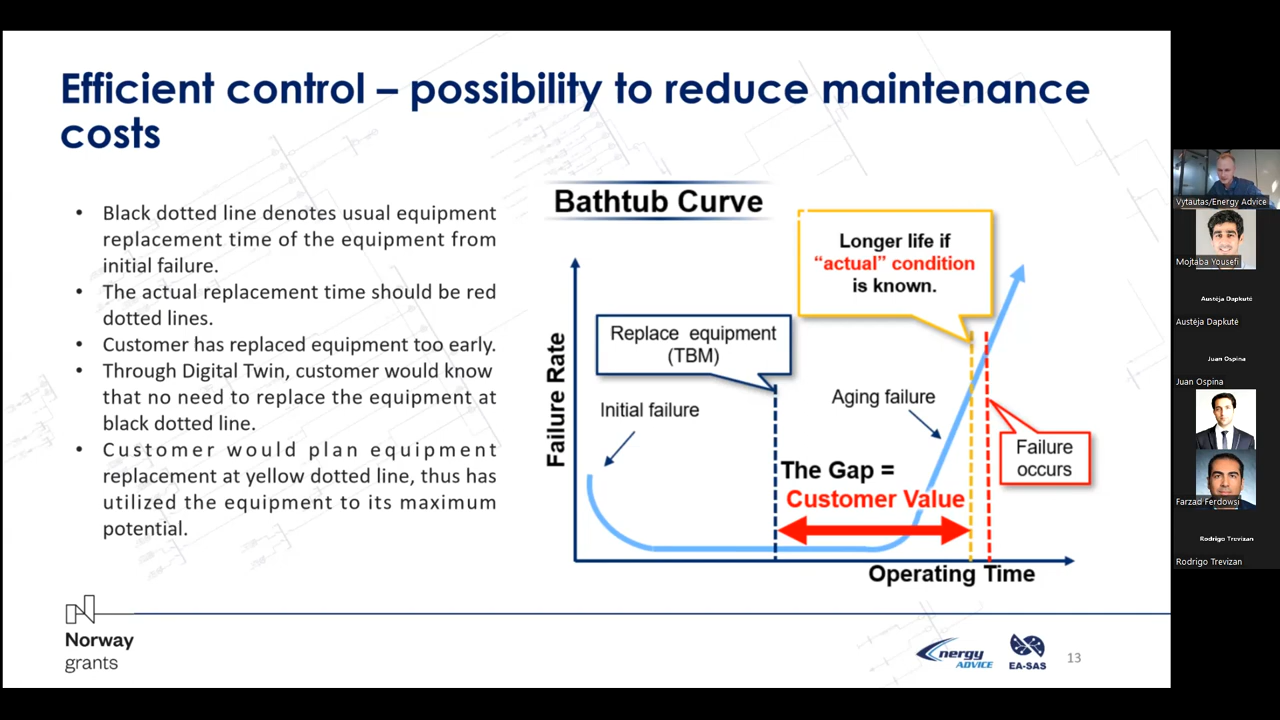 Efficient control – possibility to reduce maintenance
costs
• Black dotted line denotes usual equipment
replacement time of the equipment from
initial failure.
• The actual replacement time should be red
dotted lines.
• Customer has replaced equipment too early.
• Through Digital Twin, customer would know
that no need to replace the equipment at
black dotted line.
• Customer would plan equipment
replacement at yellow dotted line, thus has
utilized the equipment to its maximum
potential.
Bathtub Curve
Longer life if
“actual” condition
is known.
Replace equipment
(TBM)
Failure Rate
Initial failure
Aging failure
Failure
occurs
The Gap =
Customer Value
Operating Time
Norway
grants
nergy
ADVICE
EA-SAS
13
Vytautas/Energy Advice
Mojtaba Yousefi
Austėja Dapkutė
Austėja Dapkutė
Juan Ospina
Juan Ospina
Farzad Ferdowsi
Rodrigo Trevizan
Rodrigo Trevizan